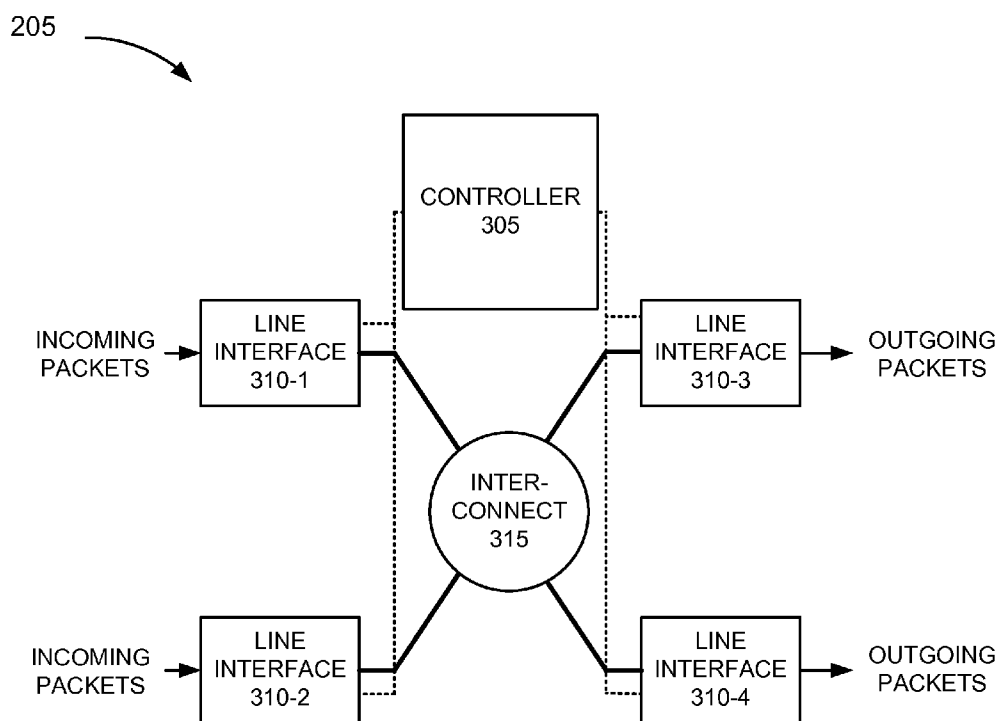 205
CONTROLLER
305
INCOMING
PACKETS
LINE
INTERFACE
310-1
LINE
INTERFACE
310-3
OUTGOING
PACKETS
INTER-
CONNECT
315
INCOMING
PACKETS
LINE
INTERFACE
310-2
LINE
INTERFACE
310-4
OUTGOING
PACKETS